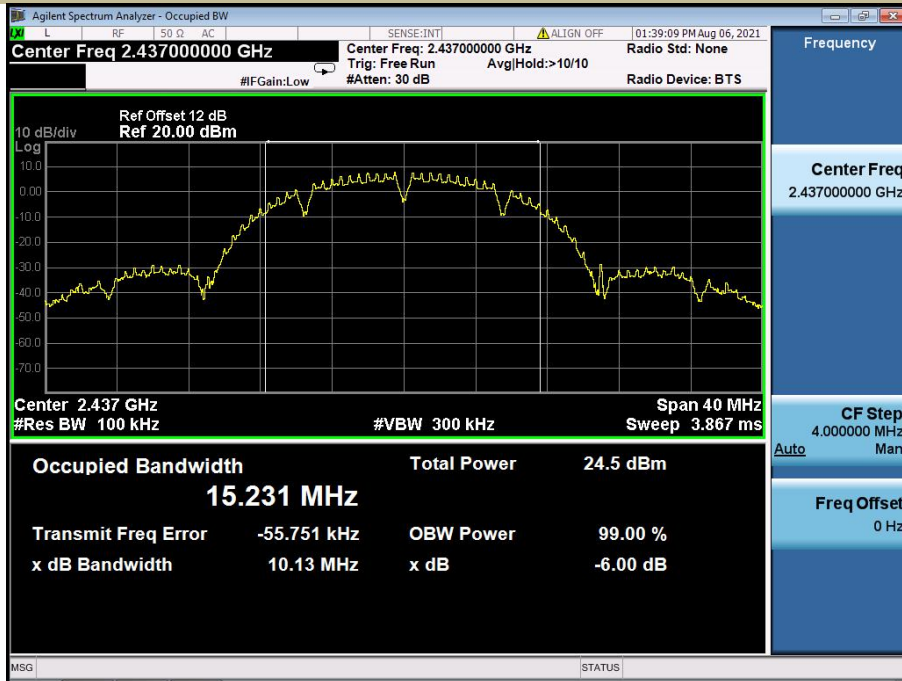 Agilent Spectrum Analyzer - Occupied BW
LXI L RF 50 Ω AC SENSE:INT ALIGN OFF 01:39:09 PM Aug 06, 2021
Center Freq 2.437000000 GHz
Center Freq: 2.437000000 GHz
Radio Std: None
Trig: Free Run Avg|Hold:>10/10
#IFGain:Low #Atten: 30 dB Radio Device: BTS
Ref Offset 12 dB
10 dB/div Ref 20.00 dBm
Log
10.0
0.00
-10.0
-20.0
-30.0
-40.0
-50.0
-60.0
-70.0
Center 2.437 GHz Span 40 MHz
#Res BW 100 kHz #VBW 300 kHz Sweep 3.867 ms
Occupied Bandwidth Total Power 24.5 dBm
15.231 MHz
Transmit Freq Error -55.751 kHz OBW Power 99.00 %
x dB Bandwidth 10.13 MHz x dB -6.00 dB
MSG STATUS
Frequency
Center Freq
2.437000000 GHz
CF Step
4.000000 MHz
Auto Man
Freq Offset
0 Hz